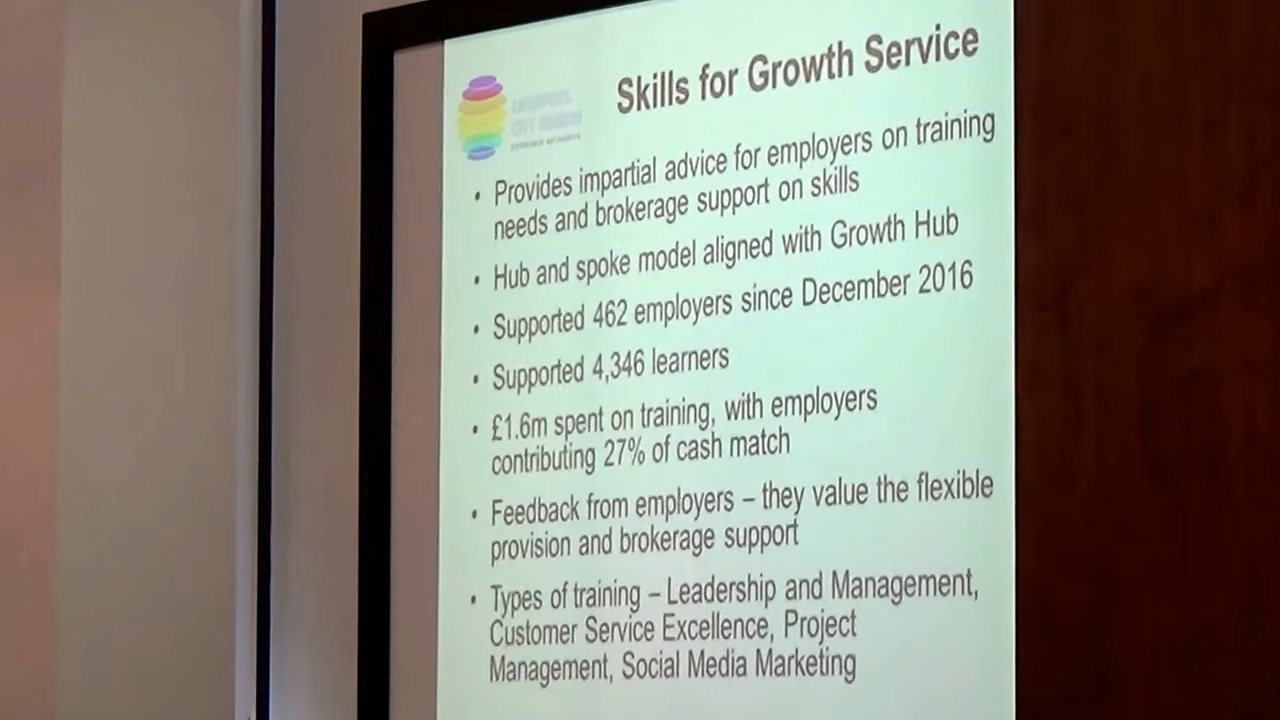 Skills for Growth Service
• Provides impartial advice for employers on training
needs and brokerage support on skills
• Hub and spoke model aligned with Growth Hub
• Supported 462 employers since December 2016
• Supported 4,346 learners
• £1.6m spent on training, with employers
contributing 27% of cash match
• Feedback from employers – they value the flexible
provision and brokerage support
• Types of training – Leadership and Management,
Customer Service Excellence, Project
Management, Social Media Marketing